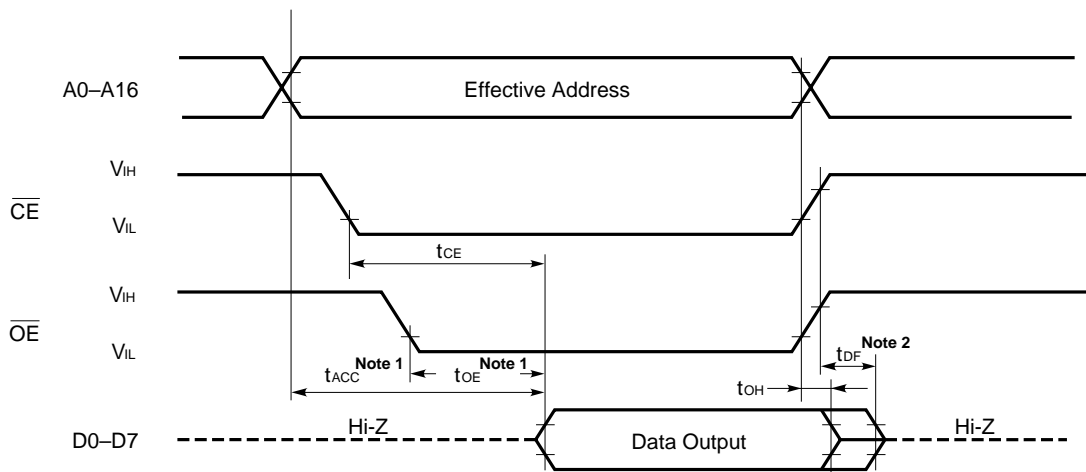 A0–A16
Effective Address
VIH
CE
VIL
tCE
VIH
OE
VIL
tACC Note 1
tOE Note 1
tDF Note 2
tOH
D0–D7
Hi-Z
Data Output
Hi-Z